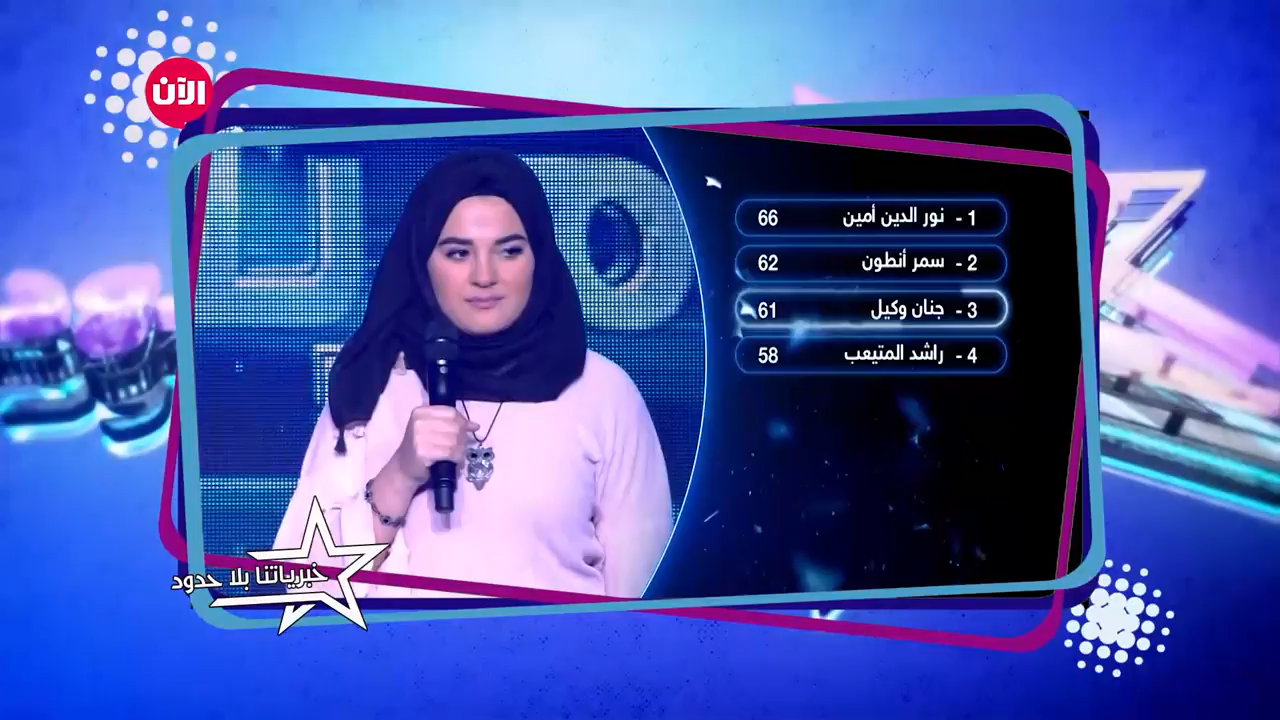 الآن
1 - نور الدين أمين 66
2 - سمر أنطون 62
3 - جنان وكيل 61
4 - راشد المتيعب 58
خبرياتنا بلا حدود